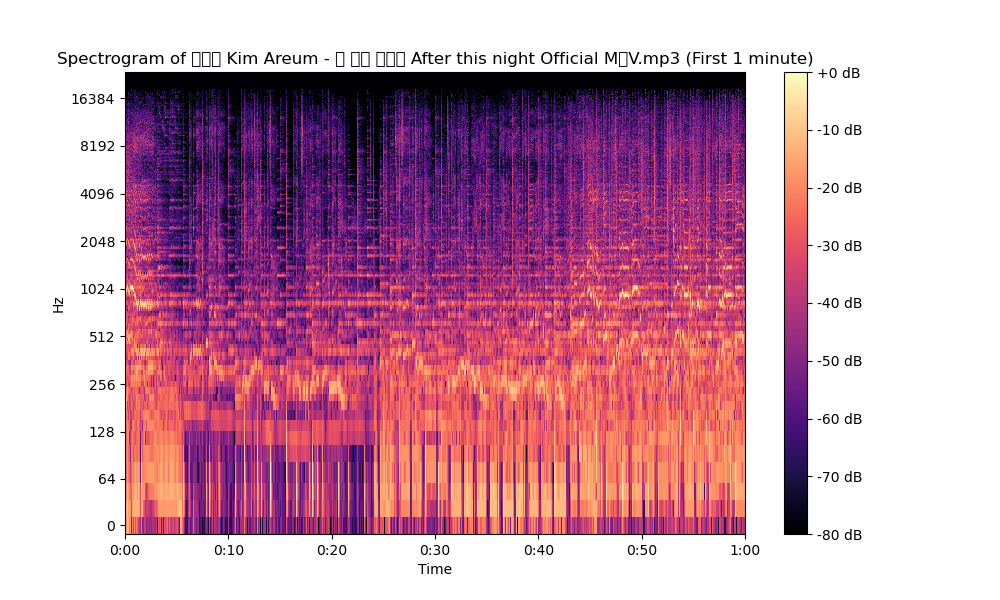 Spectrogram of □□□ Kim Areum - □ □□ □□□ After this night Official M□V.mp3 (First 1 minute)
Hz
16384
8192
4096
2048
1024
512
256
128
64
0
0:00 0:10 0:20 0:30 0:40 0:50 1:00
Time
+0 dB
-10 dB
-20 dB
-30 dB
-40 dB
-50 dB
-60 dB
-70 dB
-80 dB